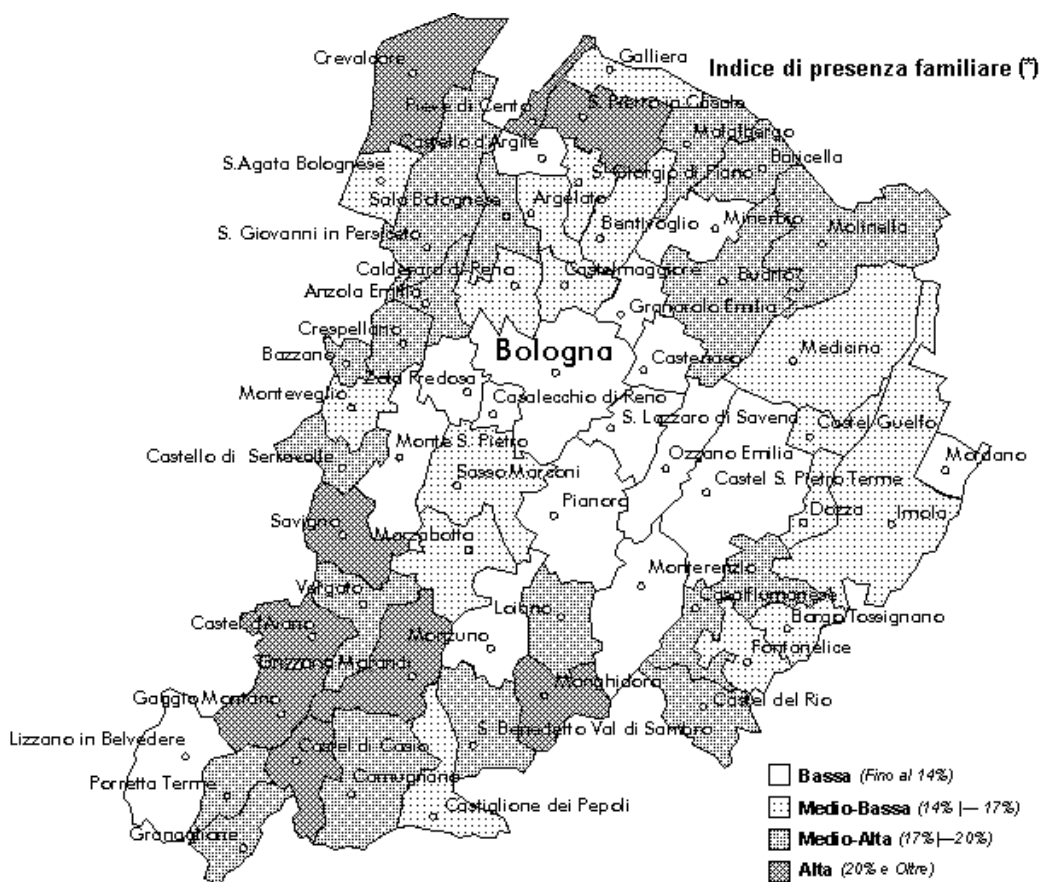 Crevalcore
Galliera
Indice di presenza familiare (*)
Pieve di Cento
S. Pietro in Casale
Malalbergo
Castello d'Argile
Baricella
S.Agata Bolognese
S. Giorgio di Piano
Sala Bolognese
Argelato
Bentivoglio
Minerbio
Molinella
S. Giovanni in Persiceto
Calderara di Reno
Castelmaggiore
Budrio
Anzola Emilia
Granarolo Emilia
Crespellano
Bologna
Medicina
Bazzano
Castenaso
Zola Predosa
Monteveglio
Casalecchio di Reno
S. Lazzaro di Savena
Castel Guelfo
Monte S. Pietro
Castello di Serravalle
Ozzano Emilia
Mordano
Sasso Marconi
Castel S. Pietro Terme
Pianoro
Dozza
Imola
Savigno
Marzabotto
Monterenzio
Vergato
Casalfiumanese
Loiano
Borgo Tossignano
Castel d'Aiano
Monzuno
Fontanelice
Grizzana Morandi
Monghidoro
Gaggio Montano
Castel del Rio
S. Benedetto Val di Sambro
Lizzano in Belvedere
Castel di Casio
Porretta Terme
Camugnano
Castiglione dei Pepoli
Granaglione
Bassa (Fino al 14%)
Medio-Bassa (14% |— 17%)
Medio-Alta (17%|—20%)
Alta (20% e Oltre)